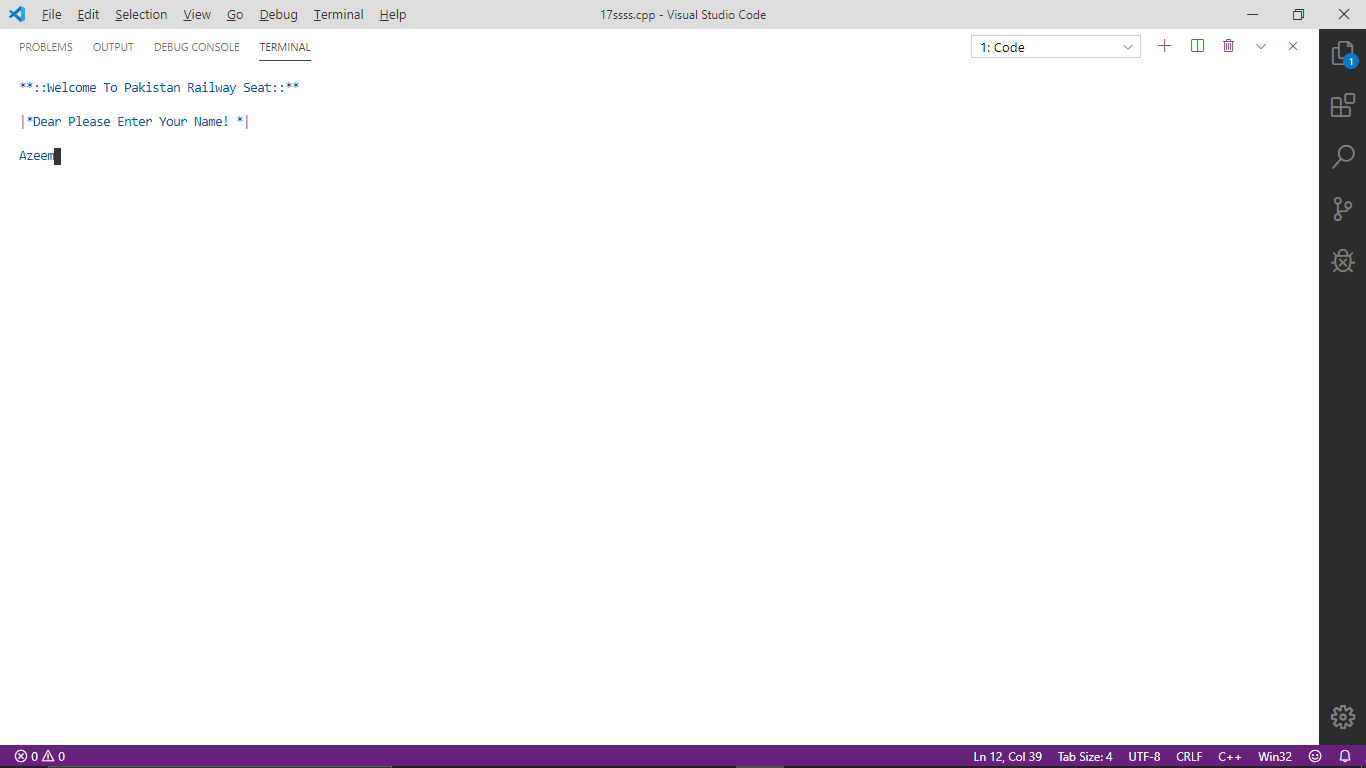 File Edit Selection View Go Debug Terminal Help 17ssss.cpp - Visual Studio Code
PROBLEMS OUTPUT DEBUG CONSOLE TERMINAL 1: Code
1
**::Welcome To Pakistan Railway Seat::**
|*Dear Please Enter Your Name! *|
Azeem
0 0 Ln 12, Col 39 Tab Size: 4 UTF-8 CRLF C++ Win32